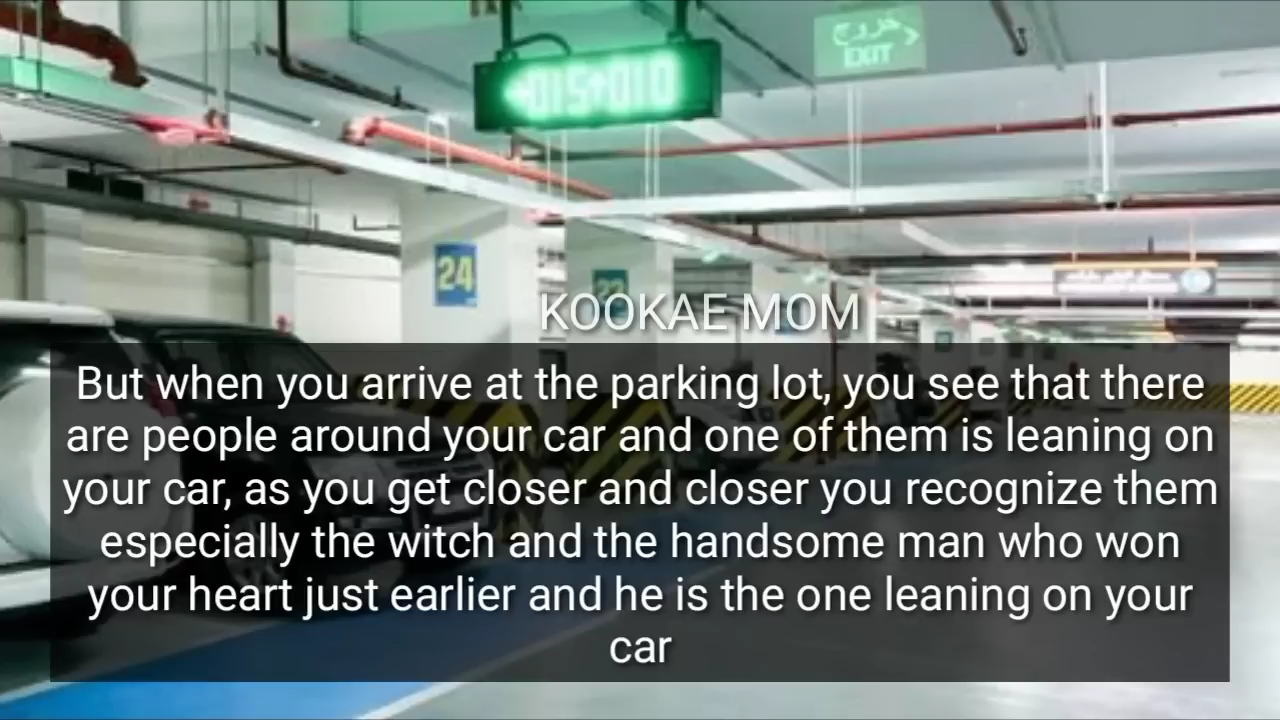 ←015↑010
خروج
EXIT
24
KOOKAE MOM
But when you arrive at the parking lot, you see that there
are people around your car and one of them is leaning on
your car, as you get closer and closer you recognize them
especially the witch and the handsome man who won
your heart just earlier and he is the one leaning on your
car